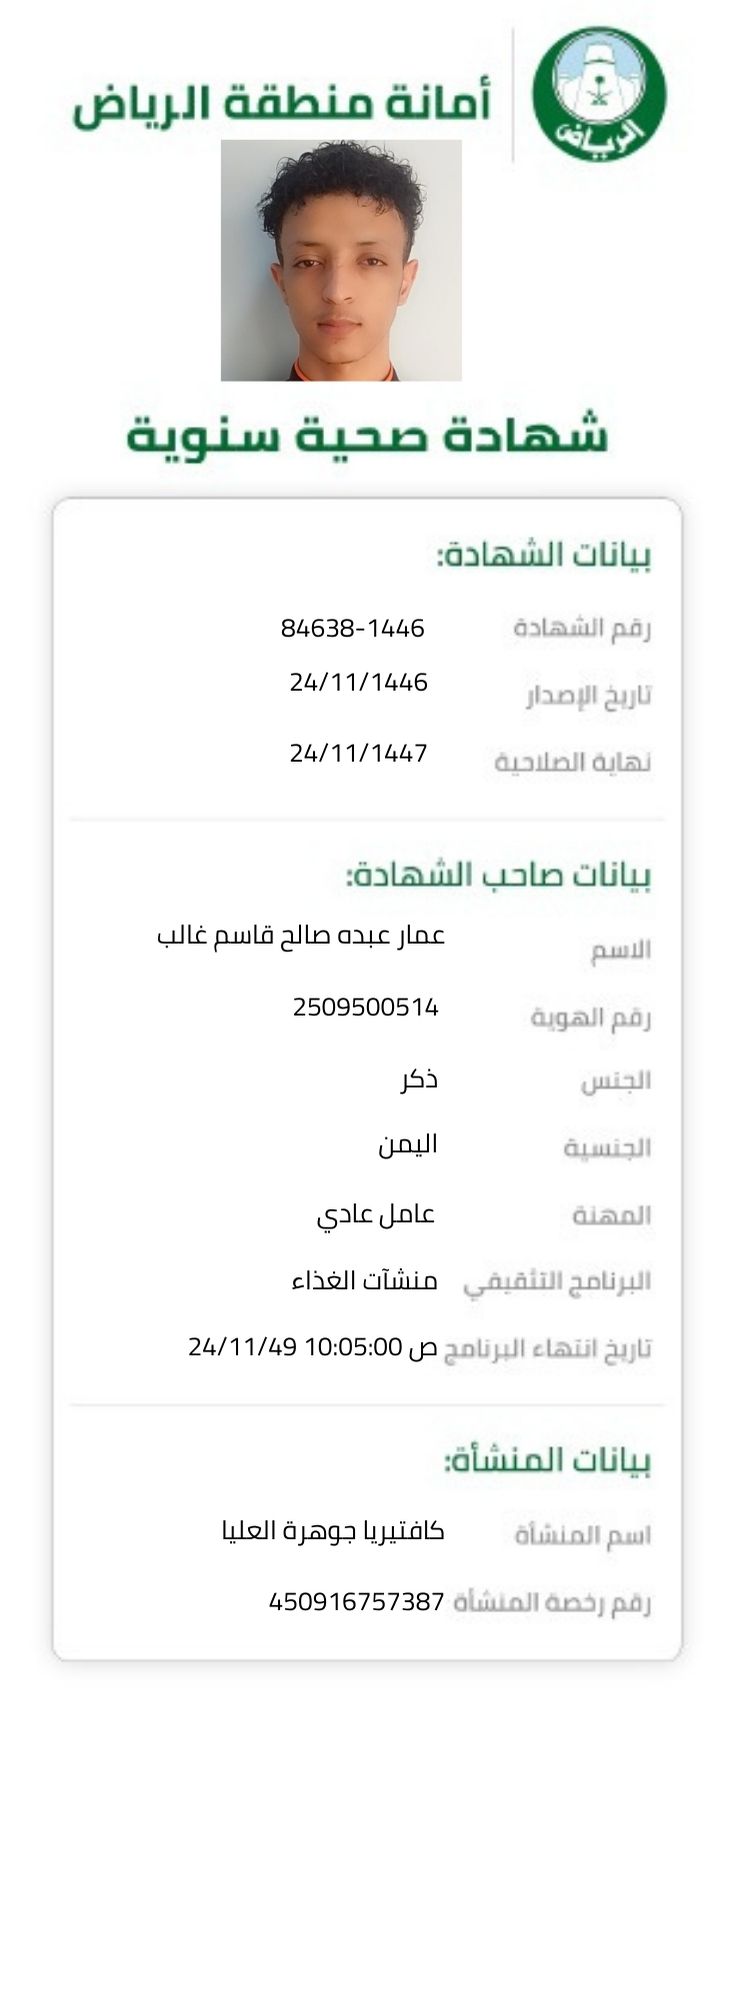 أمانة منطقة الرياض
الرياض
شهادة صحية سنوية
بيانات الشهادة:
رقم الشهادة 84638-1446
تاريخ الإصدار 24/11/1446
نهاية الصلاحية 24/11/1447
بيانات صاحب الشهادة:
الاسم عمار عبده صالح قاسم غالب
رقم الهوية 2509500514
الجنس ذكر
الجنسية اليمن
المهنة عامل عادي
البرنامج التثقيفي منشآت الغذاء
تاريخ انتهاء البرنامج ص 10:05:00 24/11/49
بيانات المنشأة:
اسم المنشأة كافتيريا جوهرة العليا
رقم رخصة المنشأة 450916757387